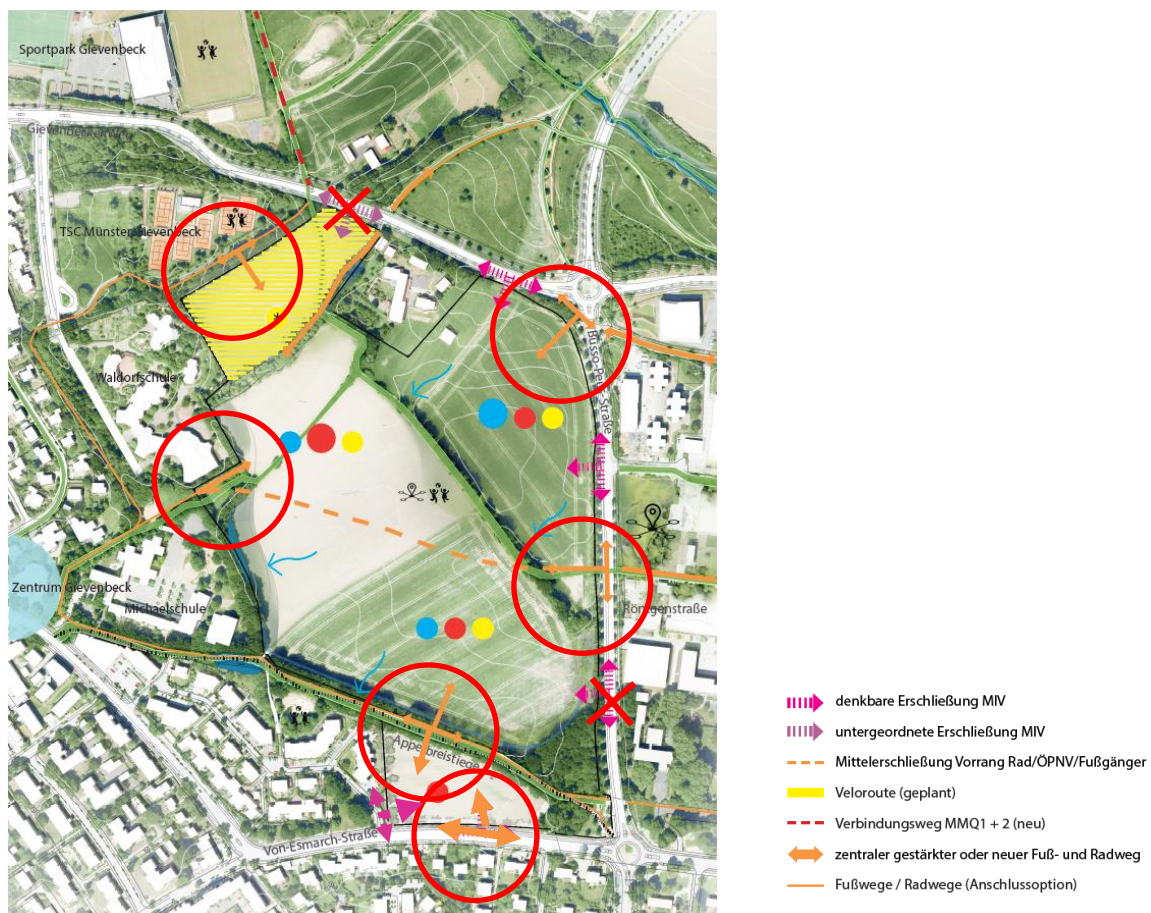 Sportpark Gievenbeck
Gievenbecker Weg
TSC Münster Gievenbeck
Waldorfschule
Busso-Peus-Straße
Zentrum Gievenbeck
Michaelschule
Röntgenstraße
Appelbreistiege
Von-Esmarch-Straße
denkbare Erschließung MIV
untergeordnete Erschließung MIV
Mittelerschließung Vorrang Rad/ÖPNV/Fußgänger
Veloroute (geplant)
Verbindungsweg MMQ1 + 2 (neu)
zentraler gestärkter oder neuer Fuß- und Radweg
Fußwege / Radwege (Anschlussoption)